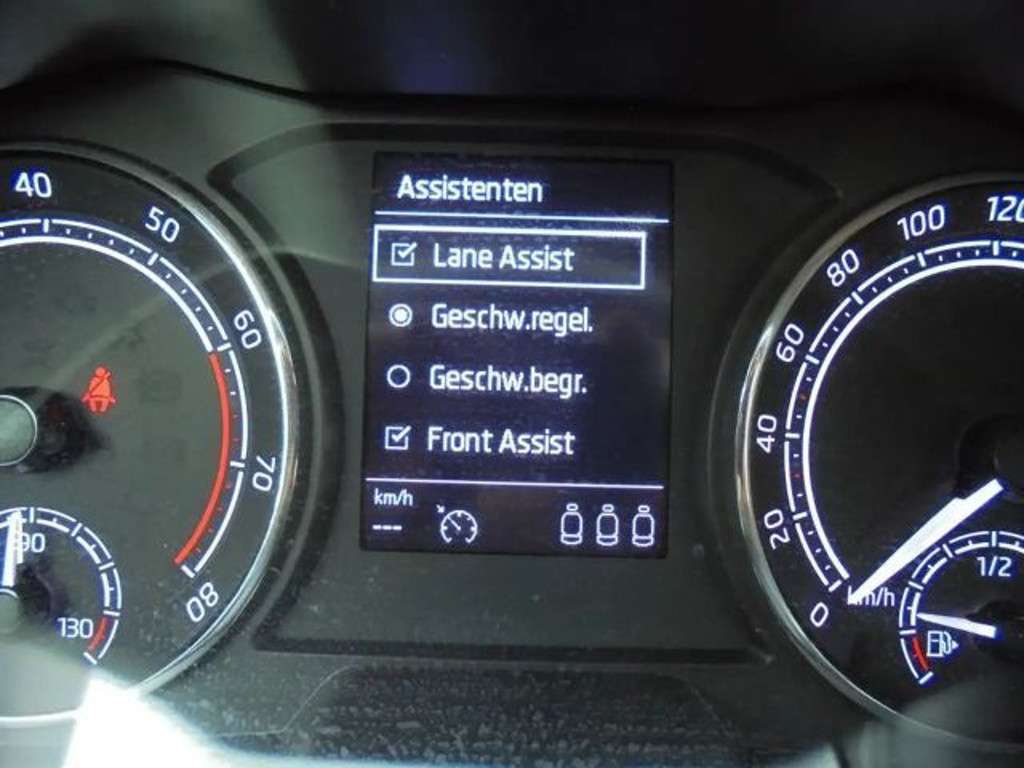 Assistenten
Lane Assist
Geschw.regel.
Geschw.begr.
Front Assist
km/h
---
40
50
60
70
80
90
130
0
20
40
60
80
100
120
km/h
1/2